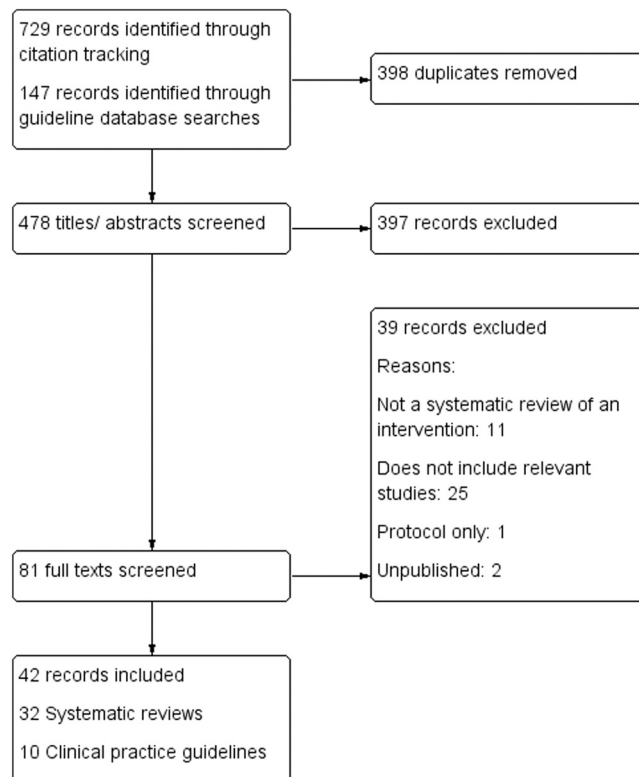 729 records identified through
citation tracking
147 records identified through
guideline database searches
398 duplicates removed
478 titles/ abstracts screened
397 records excluded
39 records excluded
Reasons:
Not a systematic review of an
intervention: 11
Does not include relevant
studies: 25
Protocol only: 1
Unpublished: 2
81 full texts screened
42 records included
32 Systematic reviews
10 Clinical practice guidelines